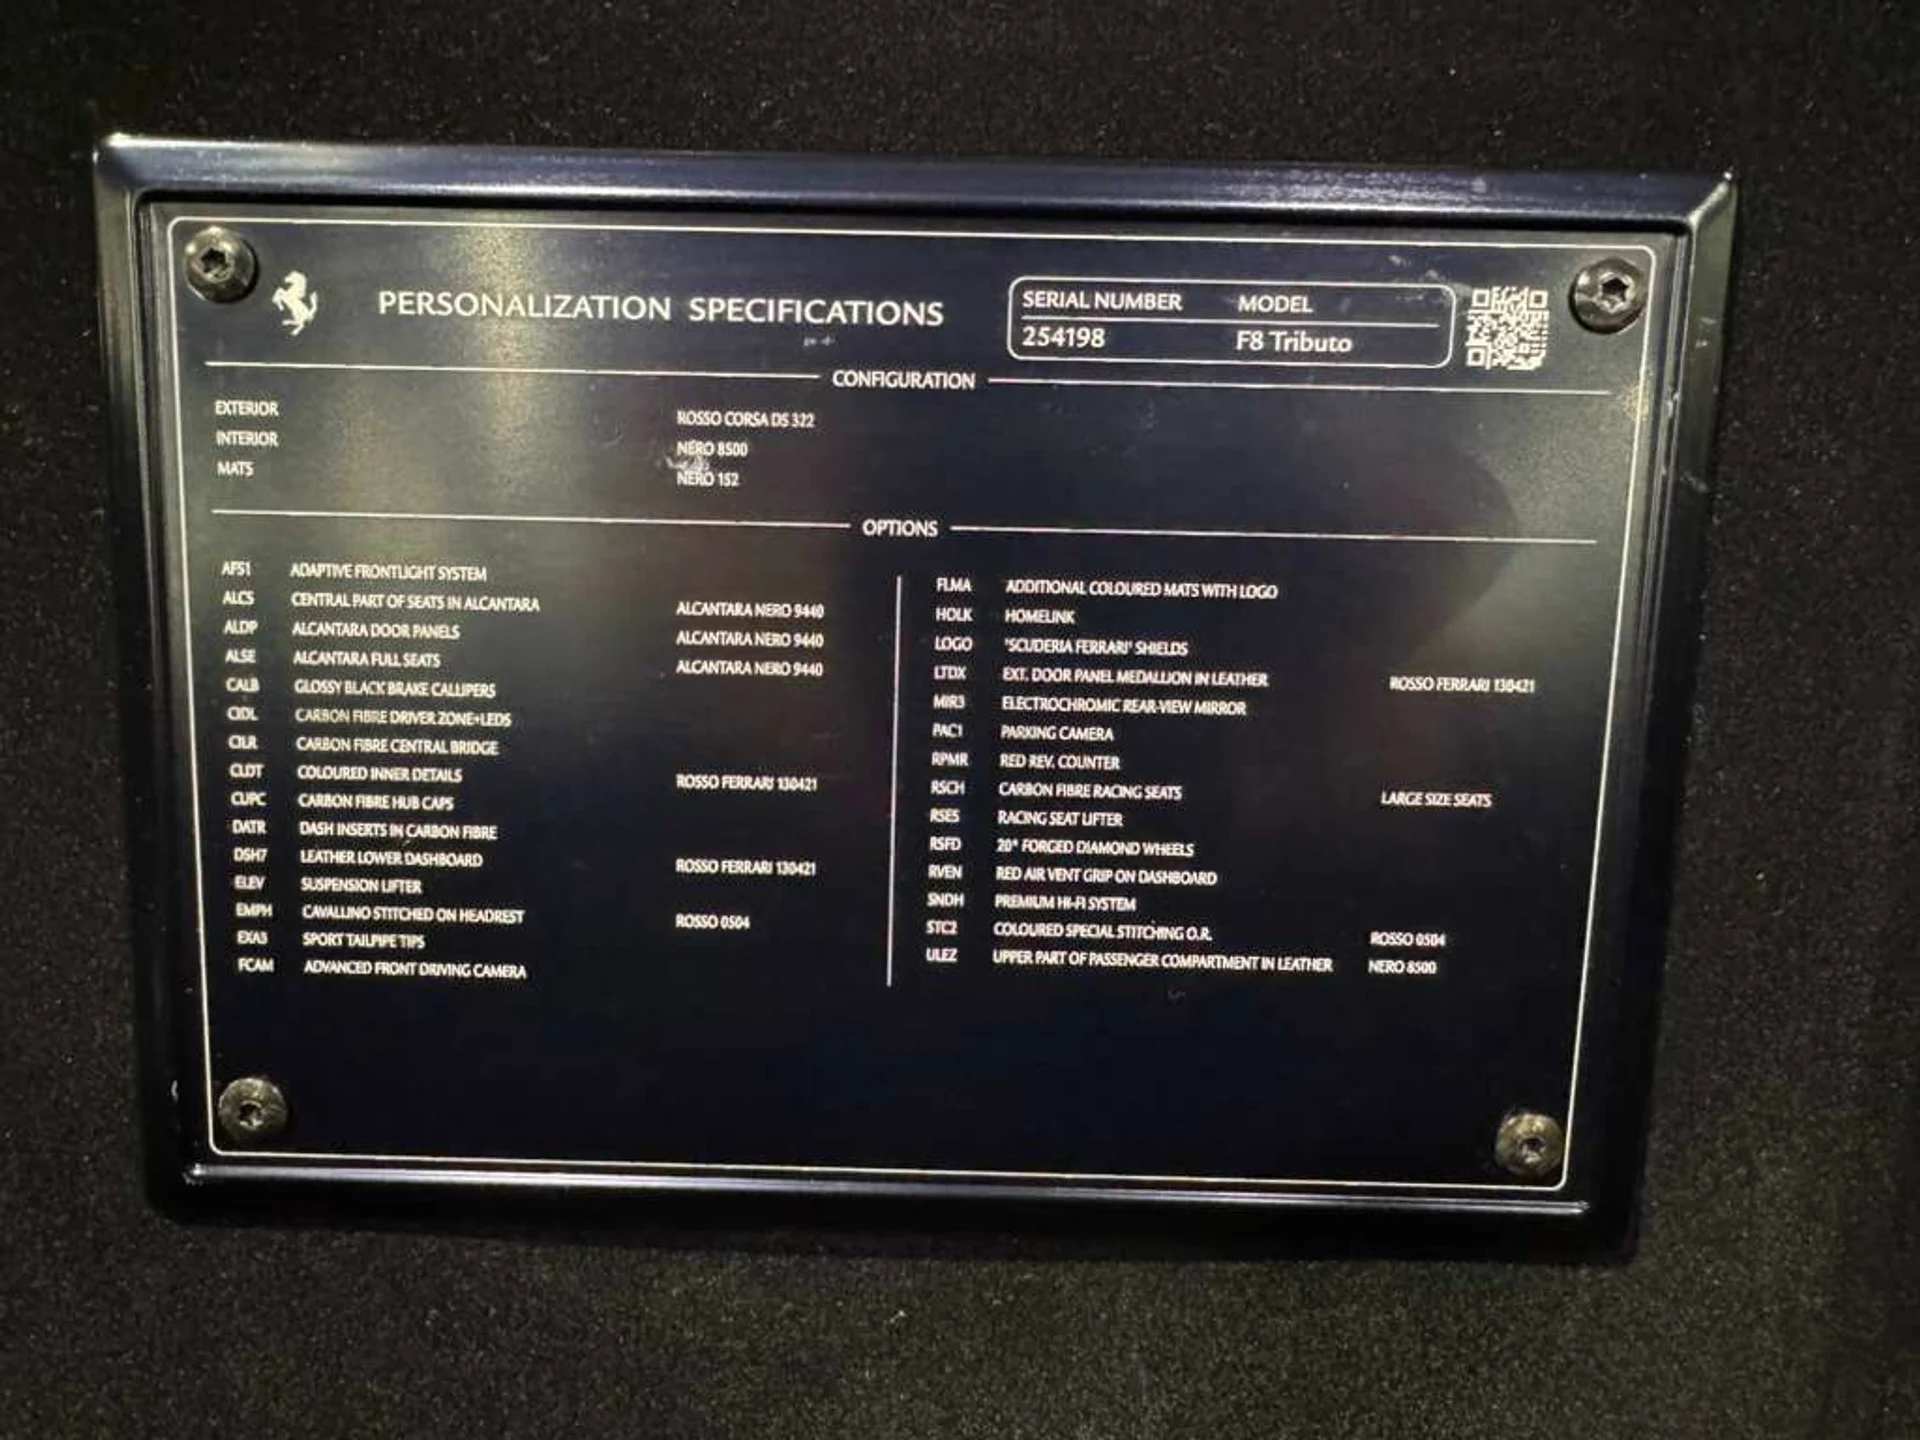 PERSONALIZATION SPECIFICATIONS
SERIAL NUMBER MODEL
254198 F8 Tributo
CONFIGURATION
EXTERIOR ROSSO CORSA DS 322
INTERIOR NERO 8500
MATS NERO 152
OPTIONS
AFS1 ADAPTIVE FRONTLIGHT SYSTEM
ALCS CENTRAL PART OF SEATS IN ALCANTARA ALCANTARA NERO 9440
ALDP ALCANTARA DOOR PANELS ALCANTARA NERO 9440
ALSE ALCANTARA FULL SEATS ALCANTARA NERO 9440
CALB GLOSSY BLACK BRAKE CALLIPERS
CIDL CARBON FIBRE DRIVER ZONE+LEDS
CILR CARBON FIBRE CENTRAL BRIDGE
CLDT COLOURED INNER DETAILS ROSSO FERRARI 130421
CUPC CARBON FIBRE HUB CAPS
DATR DASH INSERTS IN CARBON FIBRE
DSH7 LEATHER LOWER DASHBOARD ROSSO FERRARI 130421
ELEV SUSPENSION LIFTER
EMPH CAVALLINO STITCHED ON HEADREST ROSSO 0504
EXAS SPORT TAILPIPE TIPS
FCAM ADVANCED FRONT DRIVING CAMERA
FLMA ADDITIONAL COLOURED MATS WITH LOGO
HOLK HOMELINK
LOGO 'SCUDERIA FERRARI' SHIELDS
LTDX EXT. DOOR PANEL MEDALLION IN LEATHER ROSSO FERRARI 130421
MIR3 ELECTROCHROMIC REAR-VIEW MIRROR
PAC1 PARKING CAMERA
RPMR RED REV. COUNTER
RSCH CARBON FIBRE RACING SEATS LARGE SIZE SEATS
RSES RACING SEAT LIFTER
RSFD 20" FORGED DIAMOND WHEELS
RVEN RED AIR VENT GRIP ON DASHBOARD
SNDH PREMIUM HI-FI SYSTEM
STC2 COLOURED SPECIAL STITCHING O.R. ROSSO 0504
ULEZ UPPER PART OF PASSENGER COMPARTMENT IN LEATHER NERO 8500